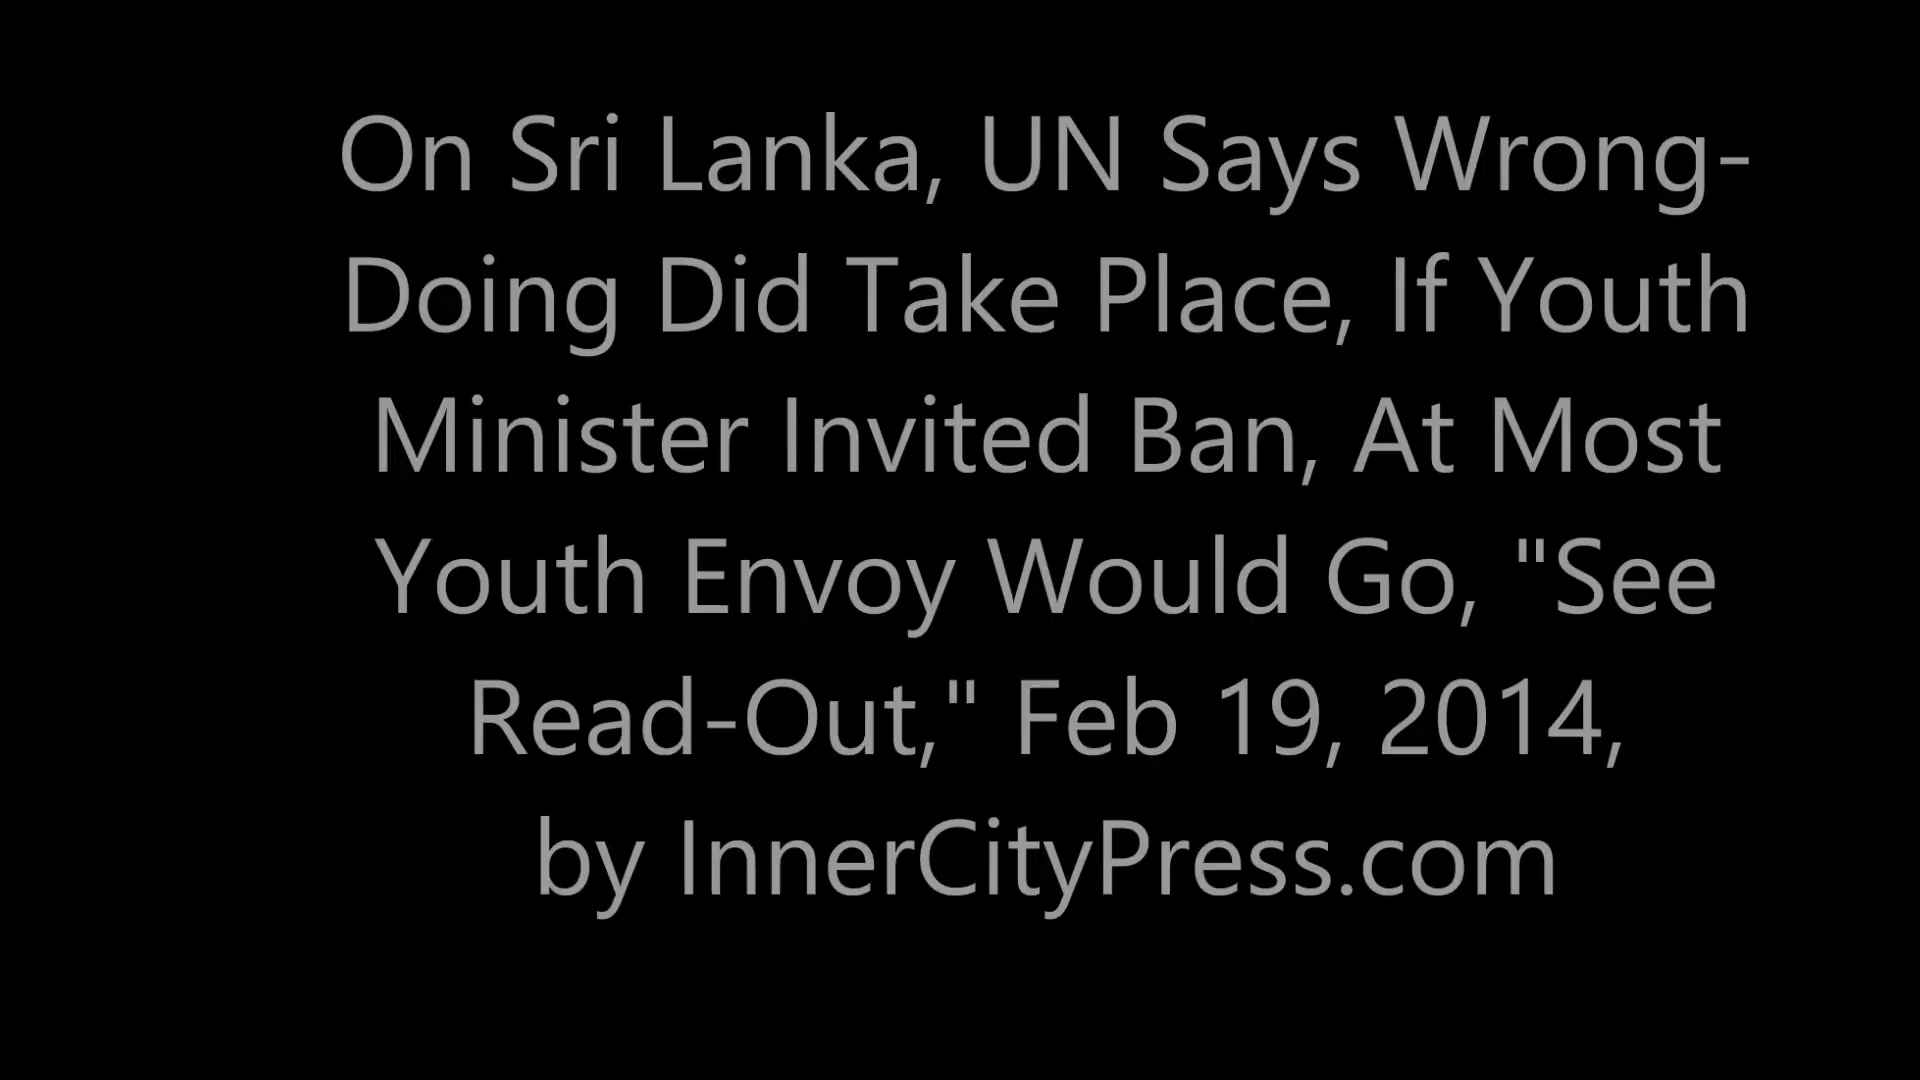 On Sri Lanka, UN Says Wrong-
Doing Did Take Place, If Youth
Minister Invited Ban, At Most
Youth Envoy Would Go, "See
Read-Out," Feb 19, 2014,
by InnerCityPress.com